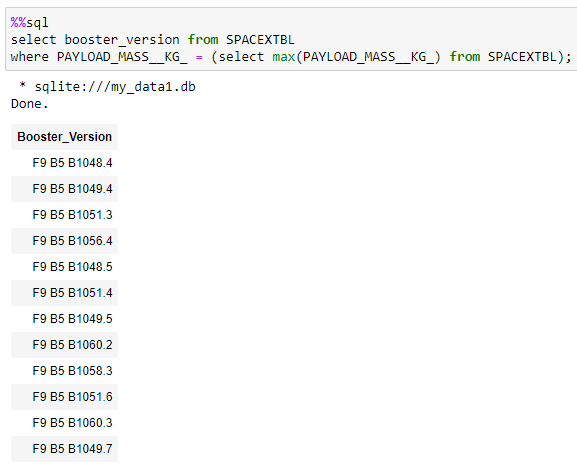 %%sql
select booster_version from SPACEXTBL
where PAYLOAD_MASS__KG_ = (select max(PAYLOAD_MASS__KG_) from SPACEXTBL);
* sqlite:///my_data1.db
Done.
Booster_Version
F9 B5 B1048.4
F9 B5 B1049.4
F9 B5 B1051.3
F9 B5 B1056.4
F9 B5 B1048.5
F9 B5 B1051.4
F9 B5 B1049.5
F9 B5 B1060.2
F9 B5 B1058.3
F9 B5 B1051.6
F9 B5 B1060.3
F9 B5 B1049.7